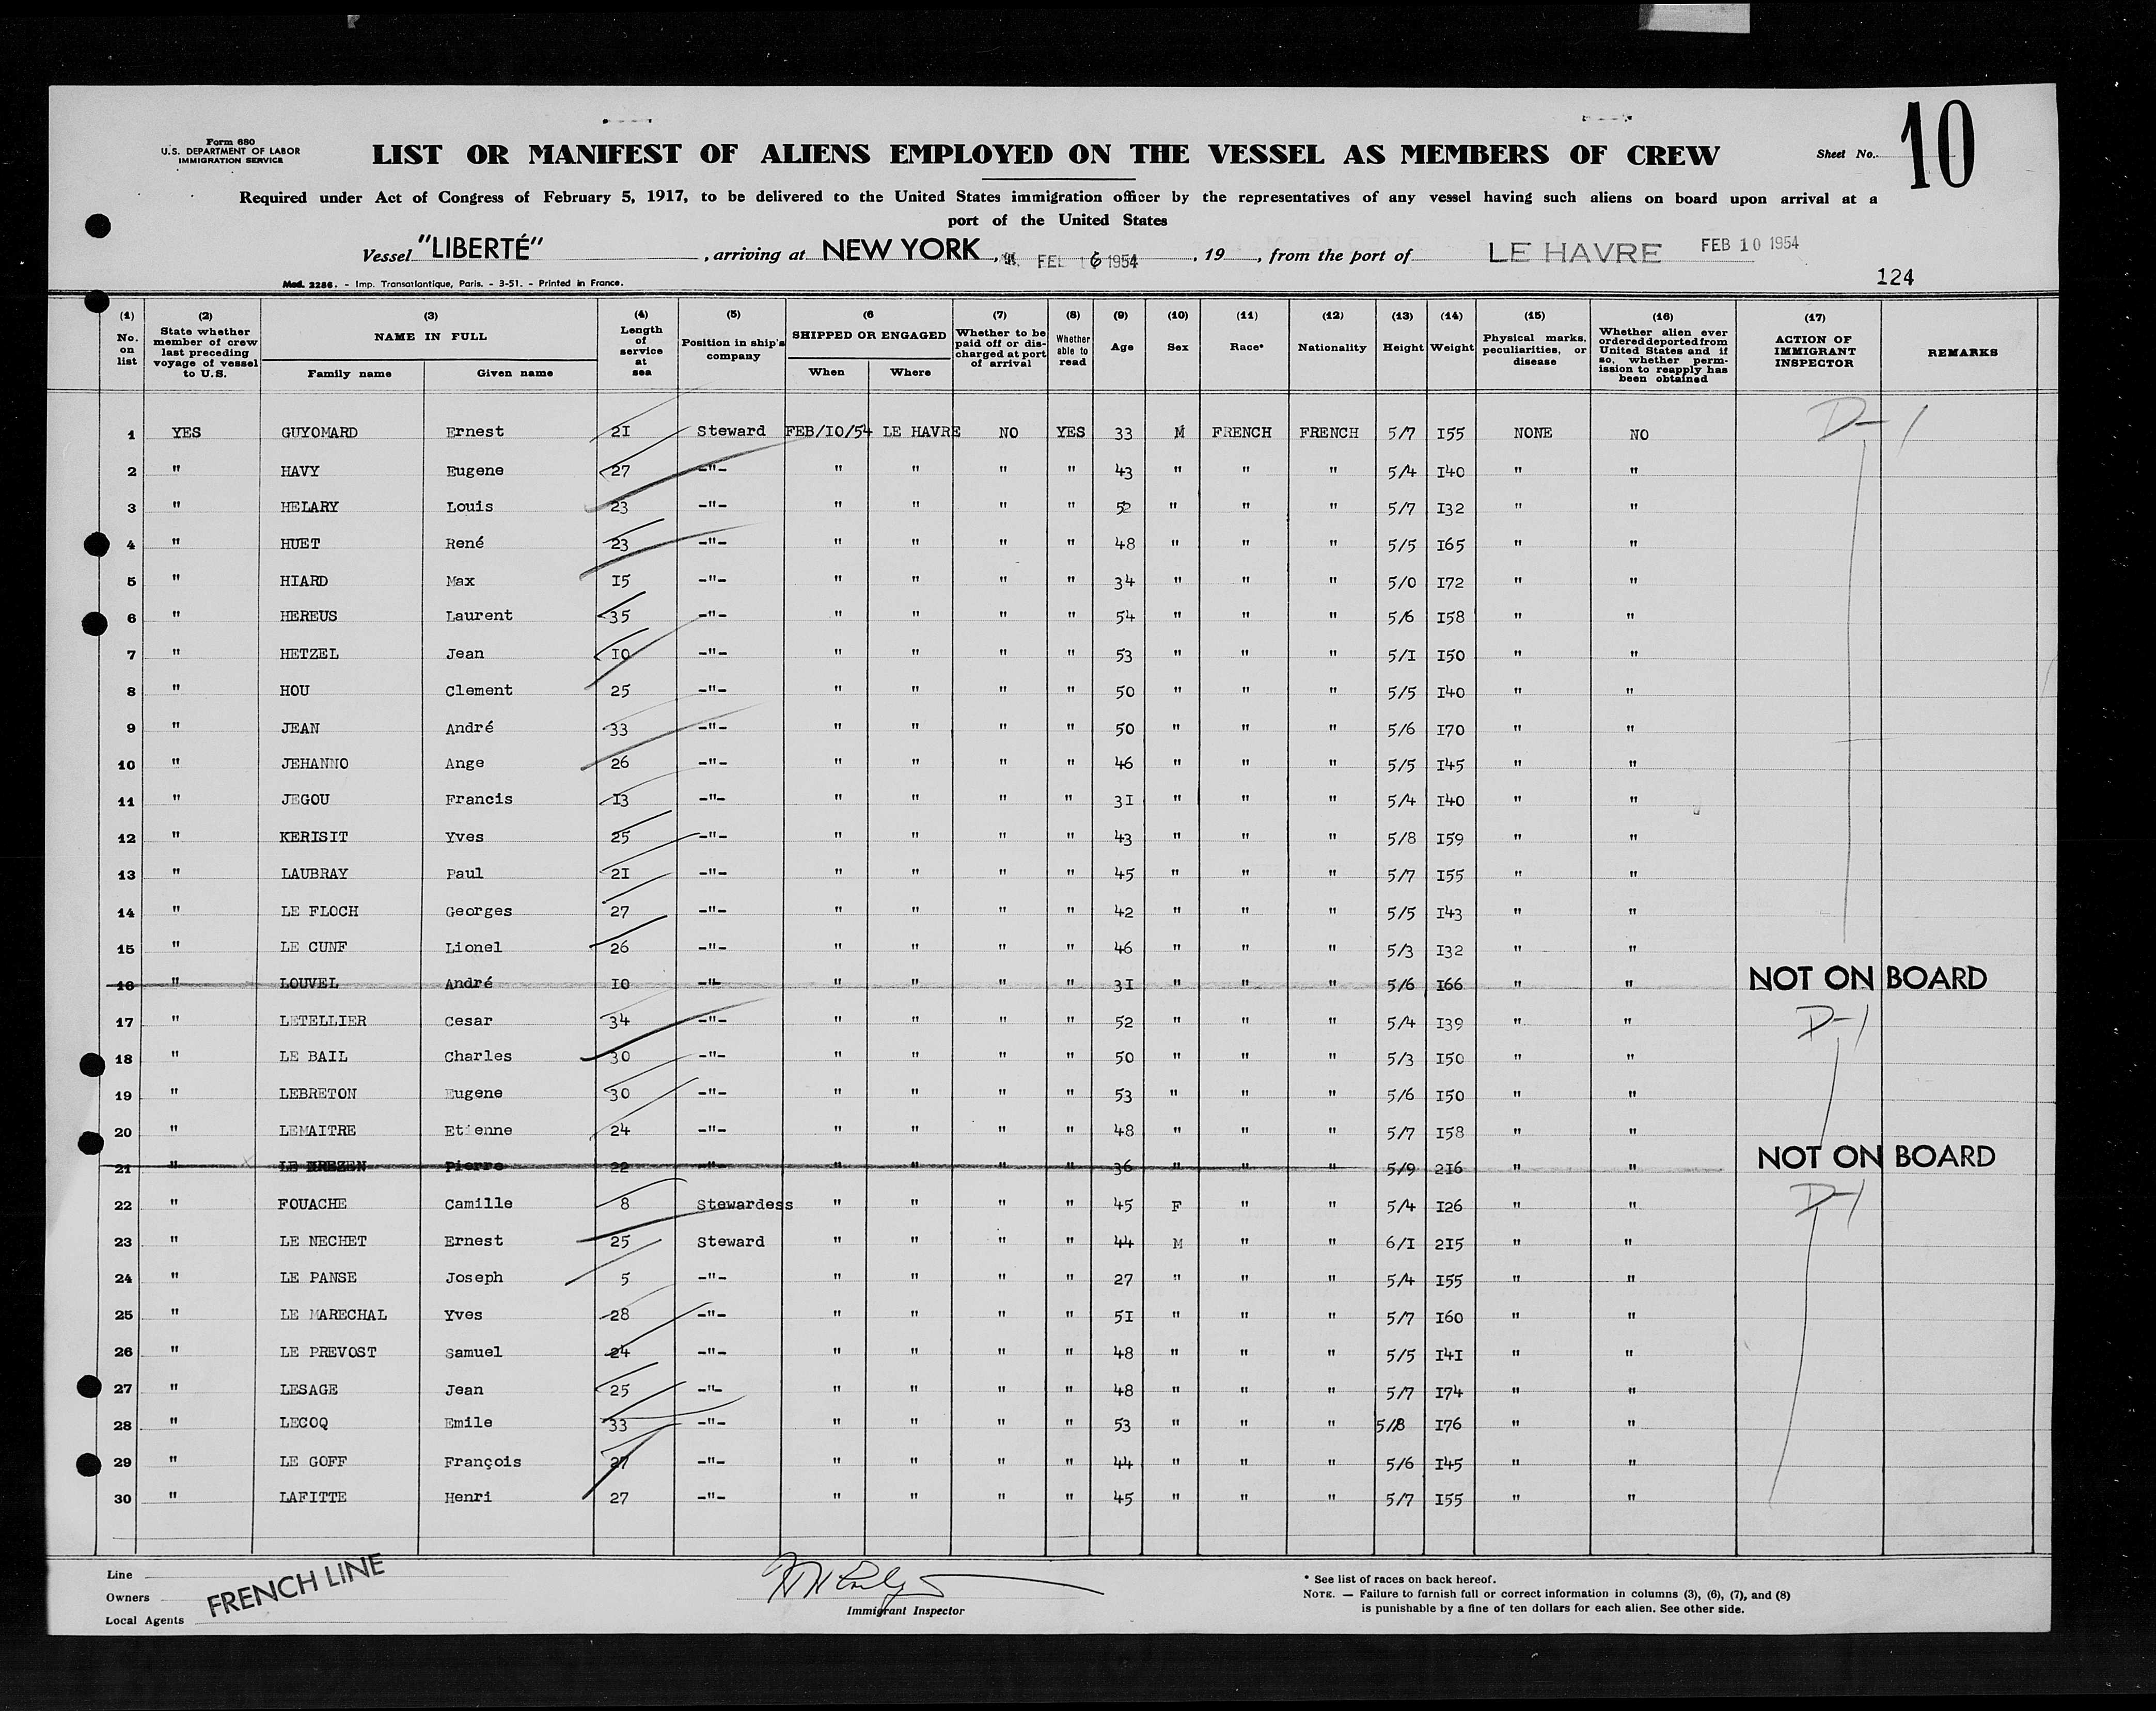 10
Form 680
U.S. DEPARTMENT OF LABOR
IMMIGRATION SERVICE
LIST OR MANIFEST OF ALIENS EMPLOYED ON THE VESSEL AS MEMBERS OF CREW
Sheet No.
Required under Act of Congress of February 5, 1917, to be delivered to the United States immigration officer by the representatives of any vessel having such aliens on board upon arrival at a
port of the United States
Vessel "LIBERTÉ" , arriving at NEW YORK , FEB 16 1954 , 19 , from the port of LE HAVRE FEB 10 1954
Mod. 2286. - Imp. Transatlantique, Paris. - 3-51. - Printed in France.
124
(1) No. on list (2) State whether member of crew last preceding voyage of vessel to U.S. (3) NAME IN FULL Family name Given name (4) Length of service at sea (5) Position in ship's company (6 SHIPPED OR ENGAGED When Where (7) Whether to be paid off or discharged at port of arrival (8) Whether able to read (9) Age (10) Sex (11) Race* (12) Nationality (13) Height (14) Weight (15) Physical marks, peculiarities, or disease (16) Whether alien ever ordered deported from United States and if so, whether permission to reapply has been obtained (17) ACTION OF IMMIGRANT INSPECTOR REMARKS
1 YES GUYOMARD Ernest 21 Steward FEB/10/54 LE HAVRE NO YES 33 M FRENCH FRENCH 5/7 155 NONE NO D-1
2 " HAVY Eugene 27 -"- " " " " 43 " " " 5/4 140 " "
3 " HELARY Louis 23 -"- " " " " 52 " " " 5/7 132 " "
4 " HUET René 23 -"- " " " " 48 " " " 5/5 165 " "
5 " HIARD Max 15 -"- " " " " 34 " " " 5/0 172 " "
6 " HEREUS Laurent 35 -"- " " " " 54 " " " 5/6 158 " "
7 " HETZEL Jean 10 -"- " " " " 53 " " " 5/1 150 " "
8 " HOU Clement 25 -"- " " " " 50 " " " 5/5 140 " "
9 " JEAN André 33 -"- " " " " 50 " " " 5/6 170 " "
10 " JEHANNO Ange 26 -"- " " " " 46 " " " 5/5 145 " "
11 " JEGOU Francis 13 -"- " " " " 31 " " " 5/4 140 " "
12 " KERISIT Yves 25 -"- " " " " 43 " " " 5/8 159 " "
13 " LAUBRAY Paul 21 -"- " " " " 45 " " " 5/7 155 " "
14 " LE FLOCH Georges 27 -"- " " " " 42 " " " 5/5 143 " "
15 " LE CUNF Lionel 26 -"- " " " " 46 " " " 5/3 132 " "
16 " LOUVEL André 10 -"- " " " " 31 " " " 5/6 166 " " NOT ON BOARD
17 " LETELLIER Cesar 34 -"- " " " " 52 " " " 5/4 139 " " D-1
18 " LE BAIL Charles 30 -"- " " " " 50 " " " 5/3 150 " "
19 " LEBRETON Eugene 30 -"- " " " " 53 " " " 5/6 150 " "
20 " LEMAITRE Etienne 24 -"- " " " " 48 " " " 5/7 158 " "
21 " LE Pierre 22 -"- " " " " 36 " " " 5/9 216 " " NOT ON BOARD
22 " FOUACHE Camille 8 Stewardess " " " " 45 F " " 5/4 126 " " D-1
23 " LE NECHET Ernest 25 Steward " " " " 44 M " " 6/1 215 " "
24 " LE PANSE Joseph 5 -"- " " " " 27 " " " 5/4 155 " "
25 " LE MARECHAL Yves 28 -"- " " " " 51 " " " 5/7 160 " "
26 " LE PREVOST Samuel 24 -"- " " " " 48 " " " 5/5 141 " "
27 " LESAGE Jean 25 -"- " " " " 48 " " " 5/7 174 " "
28 " LECOQ Emile 33 -"- " " " " 53 " " " 5/8 176 " "
29 " LE GOFF François 27 -"- " " " " 44 " " " 5/6 145 " "
30 " LAFITTE Henri 27 -"- " " " " 45 " " " 5/7 155 " "
Line
Owners
Local Agents
FRENCH LINE
Immigrant Inspector
* See list of races on back hereof.
NOTE. — Failure to furnish full or correct information in columns (3), (6), (7), and (8)
is punishable by a fine of ten dollars for each alien. See other side.